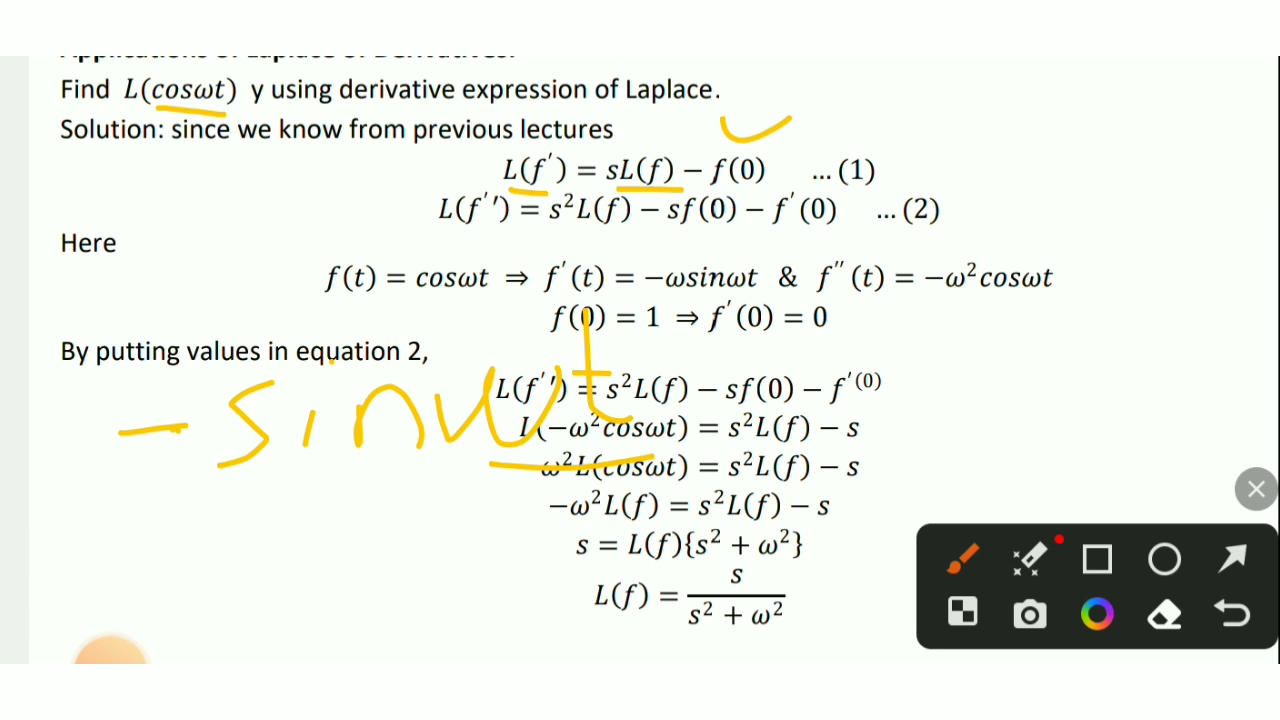 Find L(cosωt) y using derivative expression of Laplace.
Solution: since we know from previous lectures
L(f′) = sL(f) − f(0) ... (1)
L(f′′) = s²L(f) − sf(0) − f′(0) ... (2)
Here
f(t) = cosωt ⇒ f′(t) = −ωsinωt & f″(t) = −ω²cosωt
f(0) = 1 ⇒ f′(0) = 0
By putting values in equation 2,
L(f′′) = s²L(f) − sf(0) − f′(0)
− sinωt
L(−ω²cosωt) = s²L(f) − s
ω²L(cosωt) = s²L(f) − s
−ω²L(f) = s²L(f) − s
s = L(f){s² + ω²}
L(f) = s / (s² + ω²)